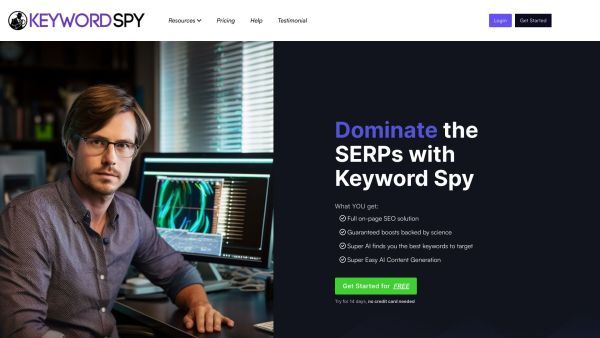 KEYWORD SPY
Resources
Pricing
Help
Testimonial
Login
Get Started
Dominate the
SERPs with
Keyword Spy
What YOU get:
Full on-page SEO solution
Guaranteed boosts backed by science
Super AI finds you the best keywords to target
Super Easy AI Content Generation
Get Started for FREE
Try for 14 days, no credit card needed